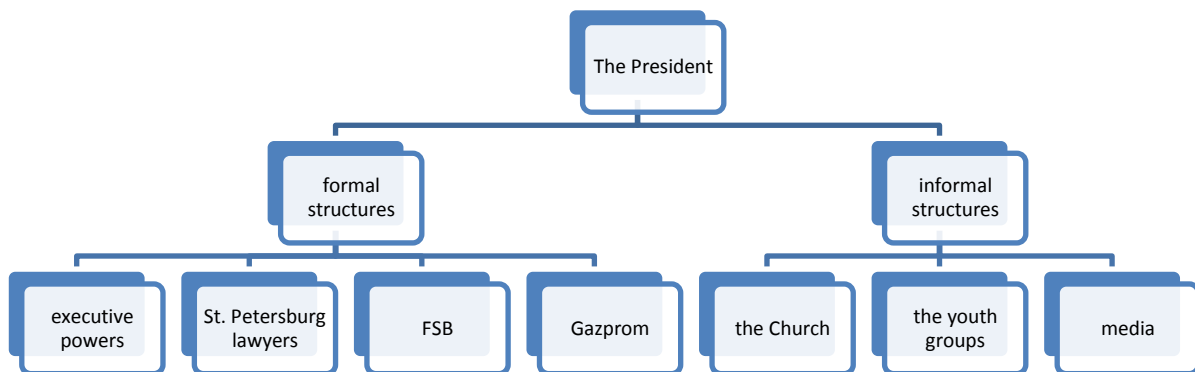 The President
formal
structures
informal
structures
executive
powers
St. Petersburg
lawyers
FSB
Gazprom
the Church
the youth
groups
media